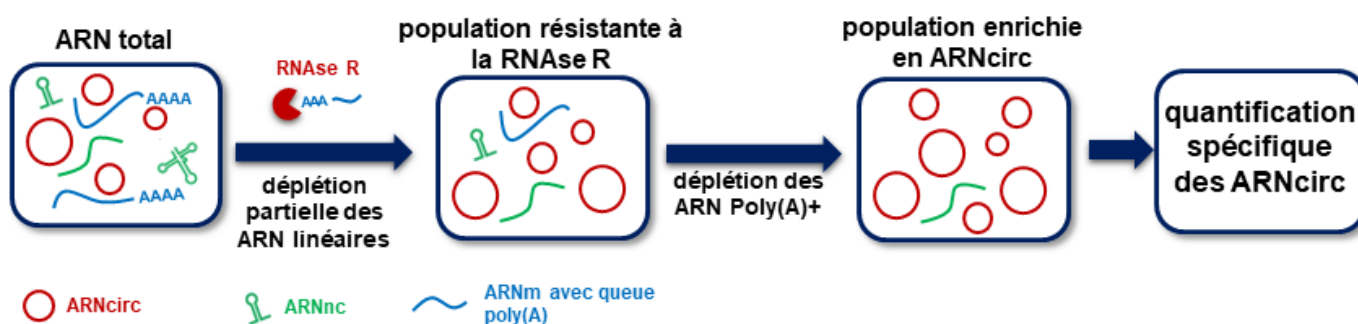 ARN total
AAAA
AAAA
RNAse R
AAA
déplétion
partielle des
ARN linéaires
population résistante à
la RNAse R
déplétion des
ARN Poly(A)+
population enrichie
en ARNcirc
quantification
spécifique
des ARNcirc
ARNcirc
ARNnc
ARNm avec queue
poly(A)